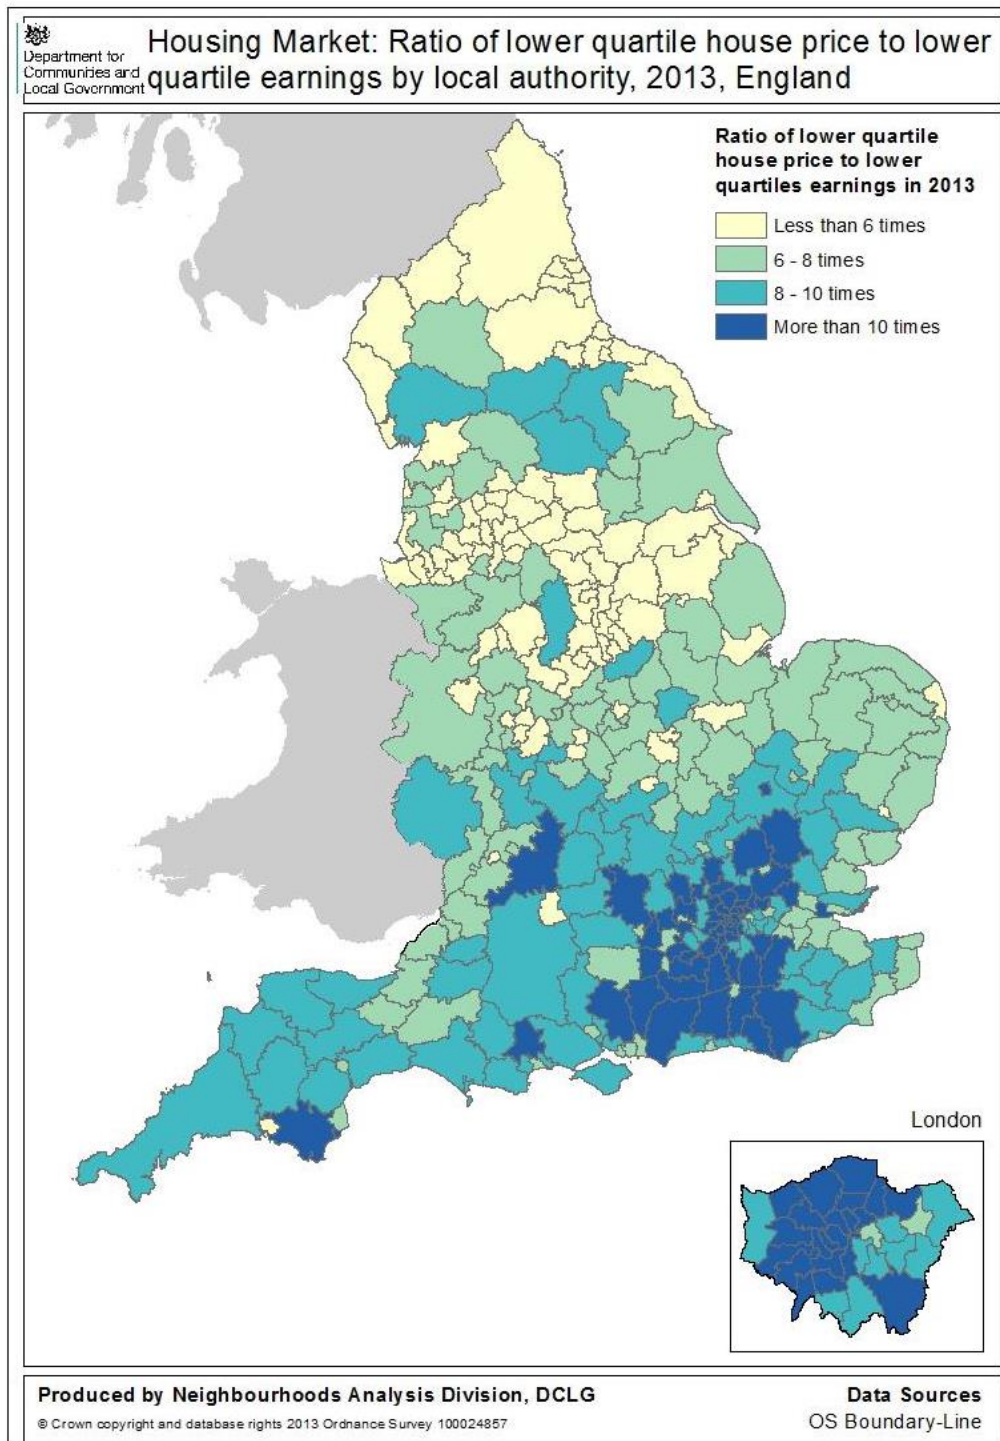 Department for
Communities and
Local Government
Housing Market: Ratio of lower quartile house price to lower
quartile earnings by local authority, 2013, England
Ratio of lower quartile
house price to lower
quartiles earnings in 2013
Less than 6 times
6 - 8 times
8 - 10 times
More than 10 times
London
Produced by Neighbourhoods Analysis Division, DCLG
© Crown copyright and database rights 2013 Ordnance Survey 100024857
Data Sources
OS Boundary-Line